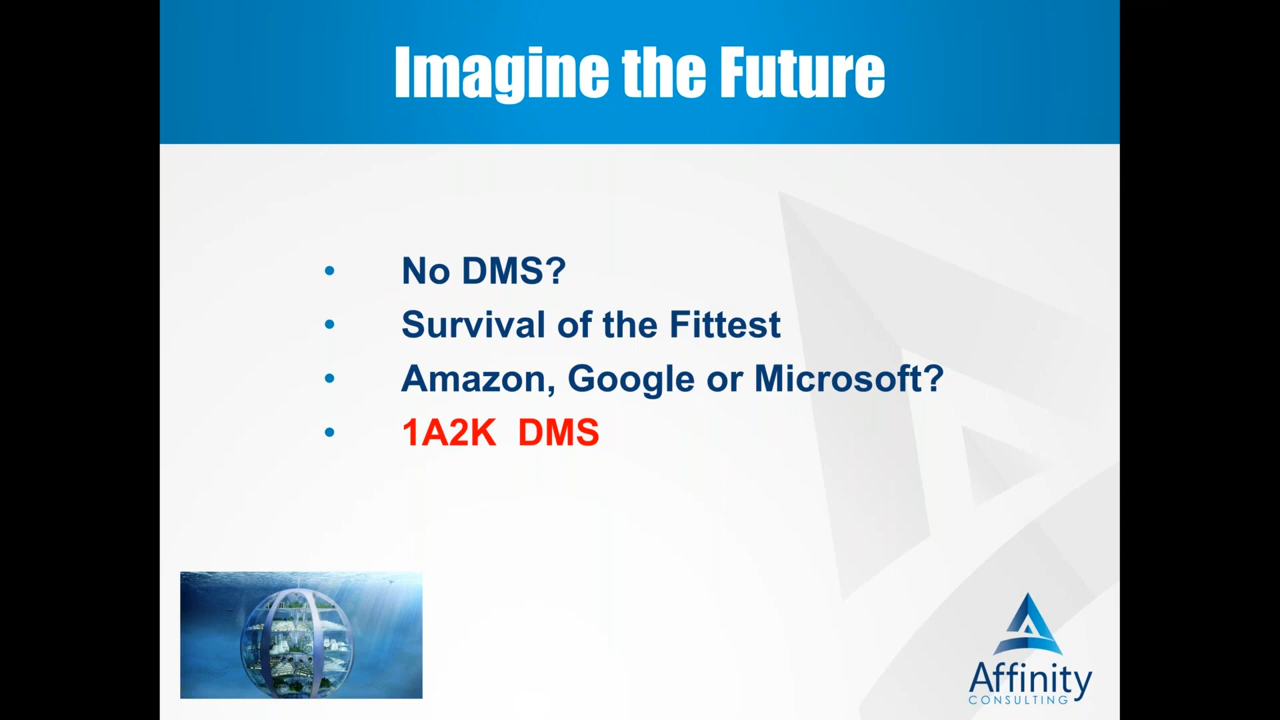 Imagine the Future
• No DMS?
• Survival of the Fittest
• Amazon, Google or Microsoft?
• 1A2K DMS
Affinity
CONSULTING